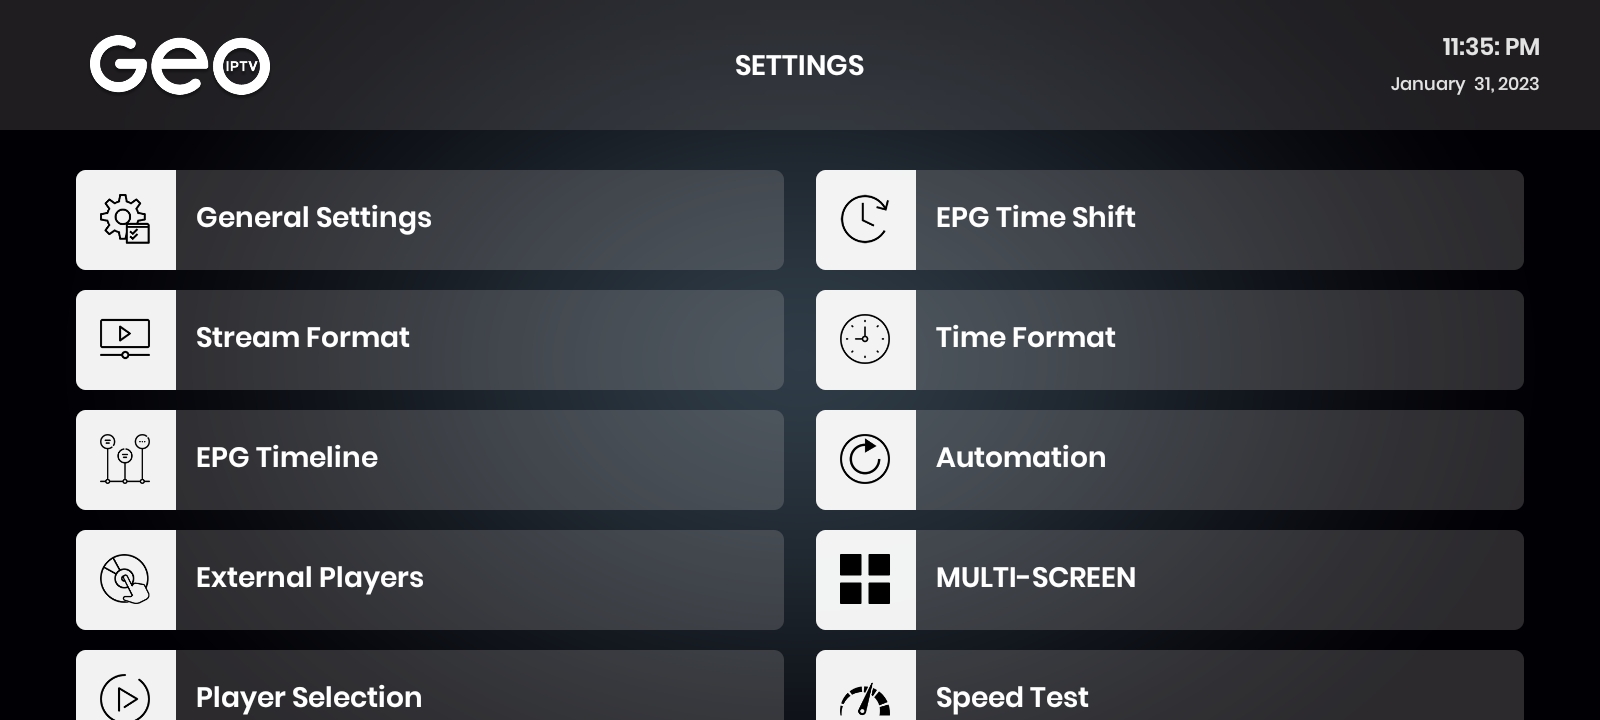 Geo IPTV
SETTINGS
11:35: PM
January 31, 2023
General Settings
EPG Time Shift
Stream Format
Time Format
EPG Timeline
Automation
External Players
MULTI-SCREEN
Player Selection
Speed Test